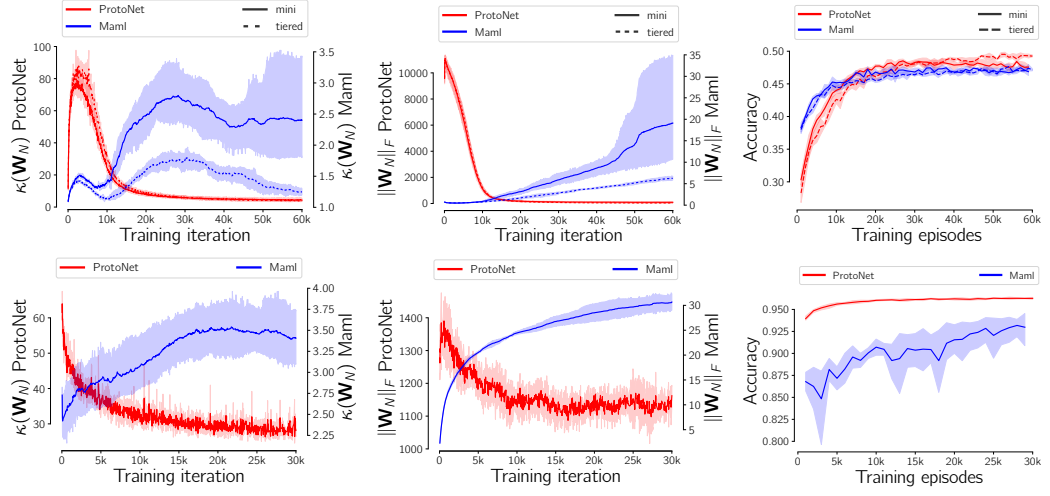 ProtoNet
Maml
mini
tiered
κ(W_N) ProtoNet
100
80
60
40
20
0
κ(W_N) Maml
3.5
3.0
2.5
2.0
1.5
1.0
0 10k 20k 30k 40k 50k 60k
Training iteration
ProtoNet
Maml
mini
tiered
||W_N||_F ProtoNet
10000
8000
6000
4000
2000
0
||W_N||_F Maml
35
30
25
20
15
10
5
0
0 10k 20k 30k 40k 50k 60k
Training iteration
ProtoNet
Maml
mini
tiered
Accuracy
0.50
0.45
0.40
0.35
0.30
0 10k 20k 30k 40k 50k 60k
Training episodes
ProtoNet
Maml
κ(W_N) ProtoNet
60
50
40
30
κ(W_N) Maml
4.00
3.75
3.50
3.25
3.00
2.75
2.50
2.25
0 5k 10k 15k 20k 25k 30k
Training iteration
ProtoNet
Maml
||W_N||_F ProtoNet
1400
1300
1200
1100
1000
||W_N||_F Maml
30
25
20
15
10
5
0 5k 10k 15k 20k 25k 30k
Training iteration
ProtoNet
Maml
Accuracy
0.950
0.925
0.900
0.875
0.850
0.825
0.800
0 5k 10k 15k 20k 25k 30k
Training episodes